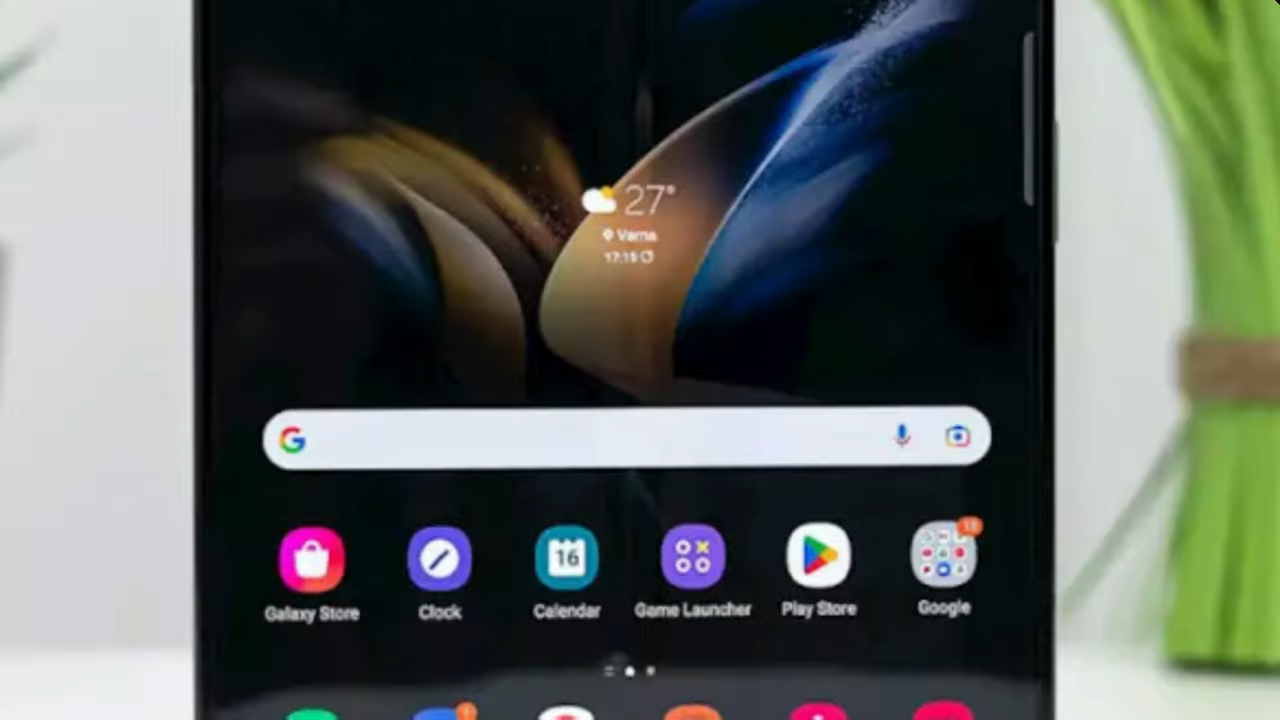 27°
Varna
17:15
G
16
Galaxy Store
Clock
Calendar
Game Launcher
Play Store
Google